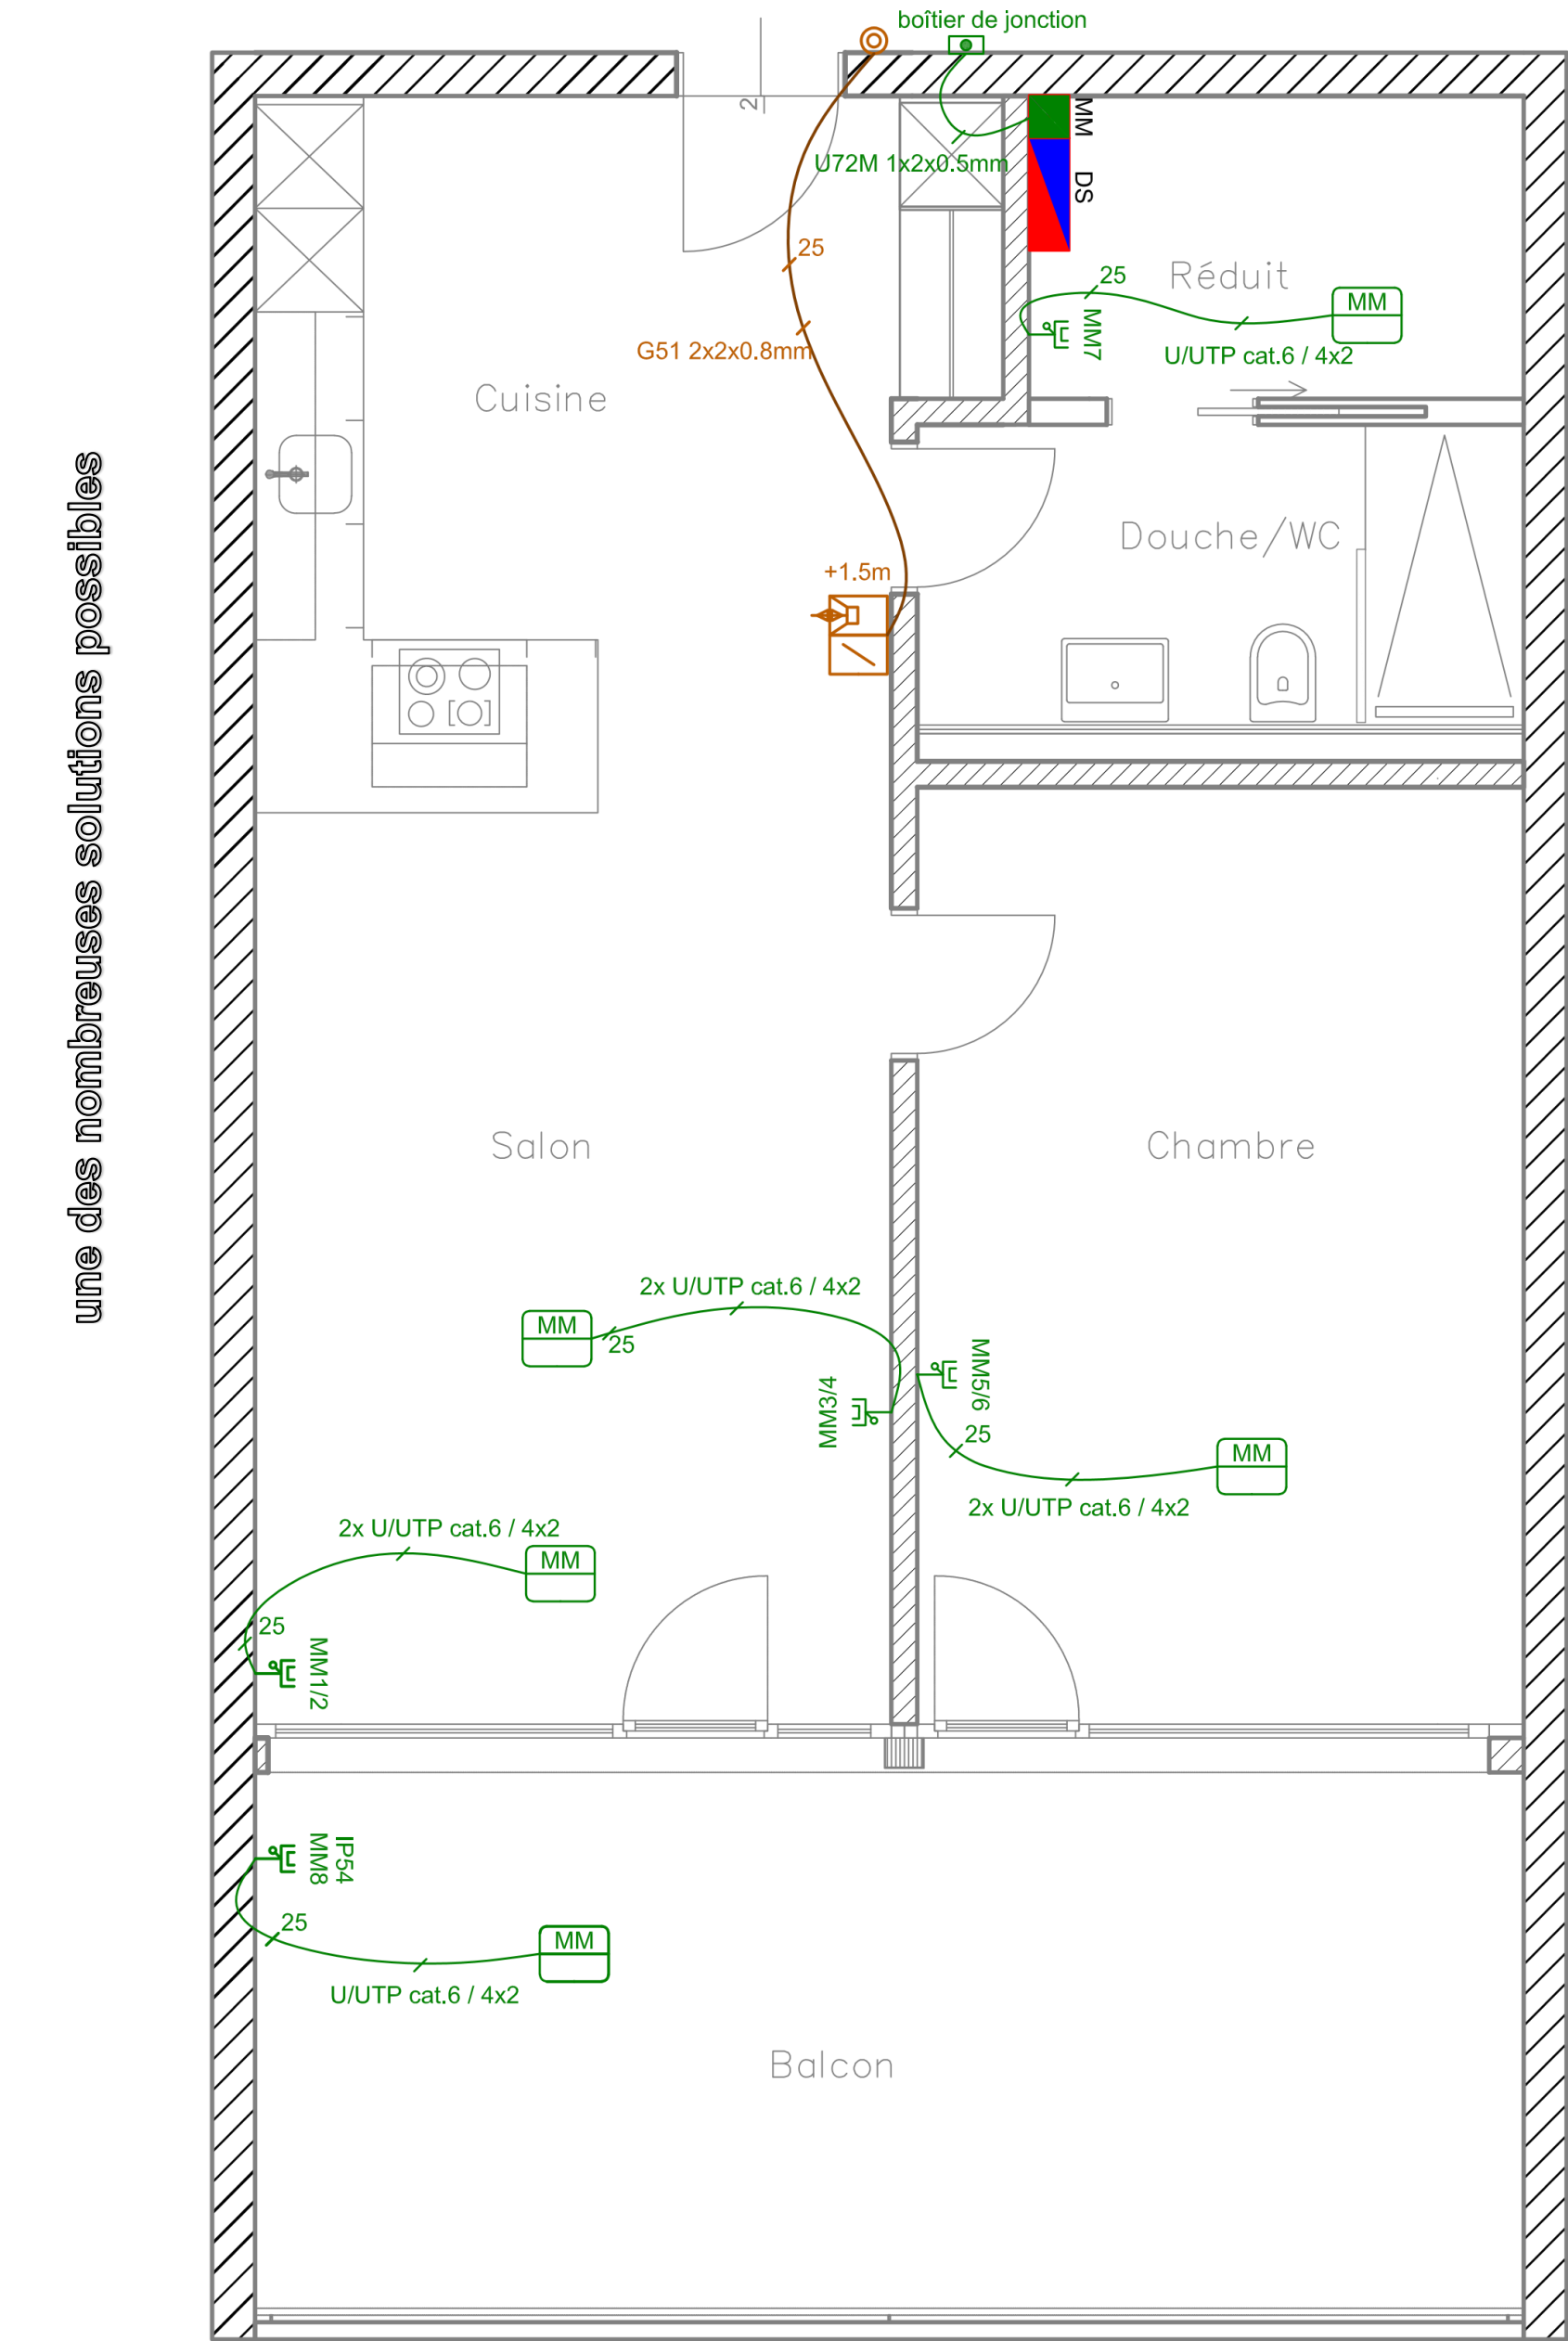 boîtier de jonction
2
MM
U72M 1x2x0.5mm
DS
25
Réduit
25
MM
MM7
G51 2x2x0.8mm
U/UTP cat.6 / 4x2
Cuisine
une des nombreuses solutions possibles
Douche/WC
+1.5m
Salon
Chambre
2x U/UTP cat.6 / 4x2
MM
25
MM5/6
MM3/4
25
MM
2x U/UTP cat.6 / 4x2
2x U/UTP cat.6 / 4x2
MM
25
MM1/2
IP54
MM8
25
MM
U/UTP cat.6 / 4x2
Balcon